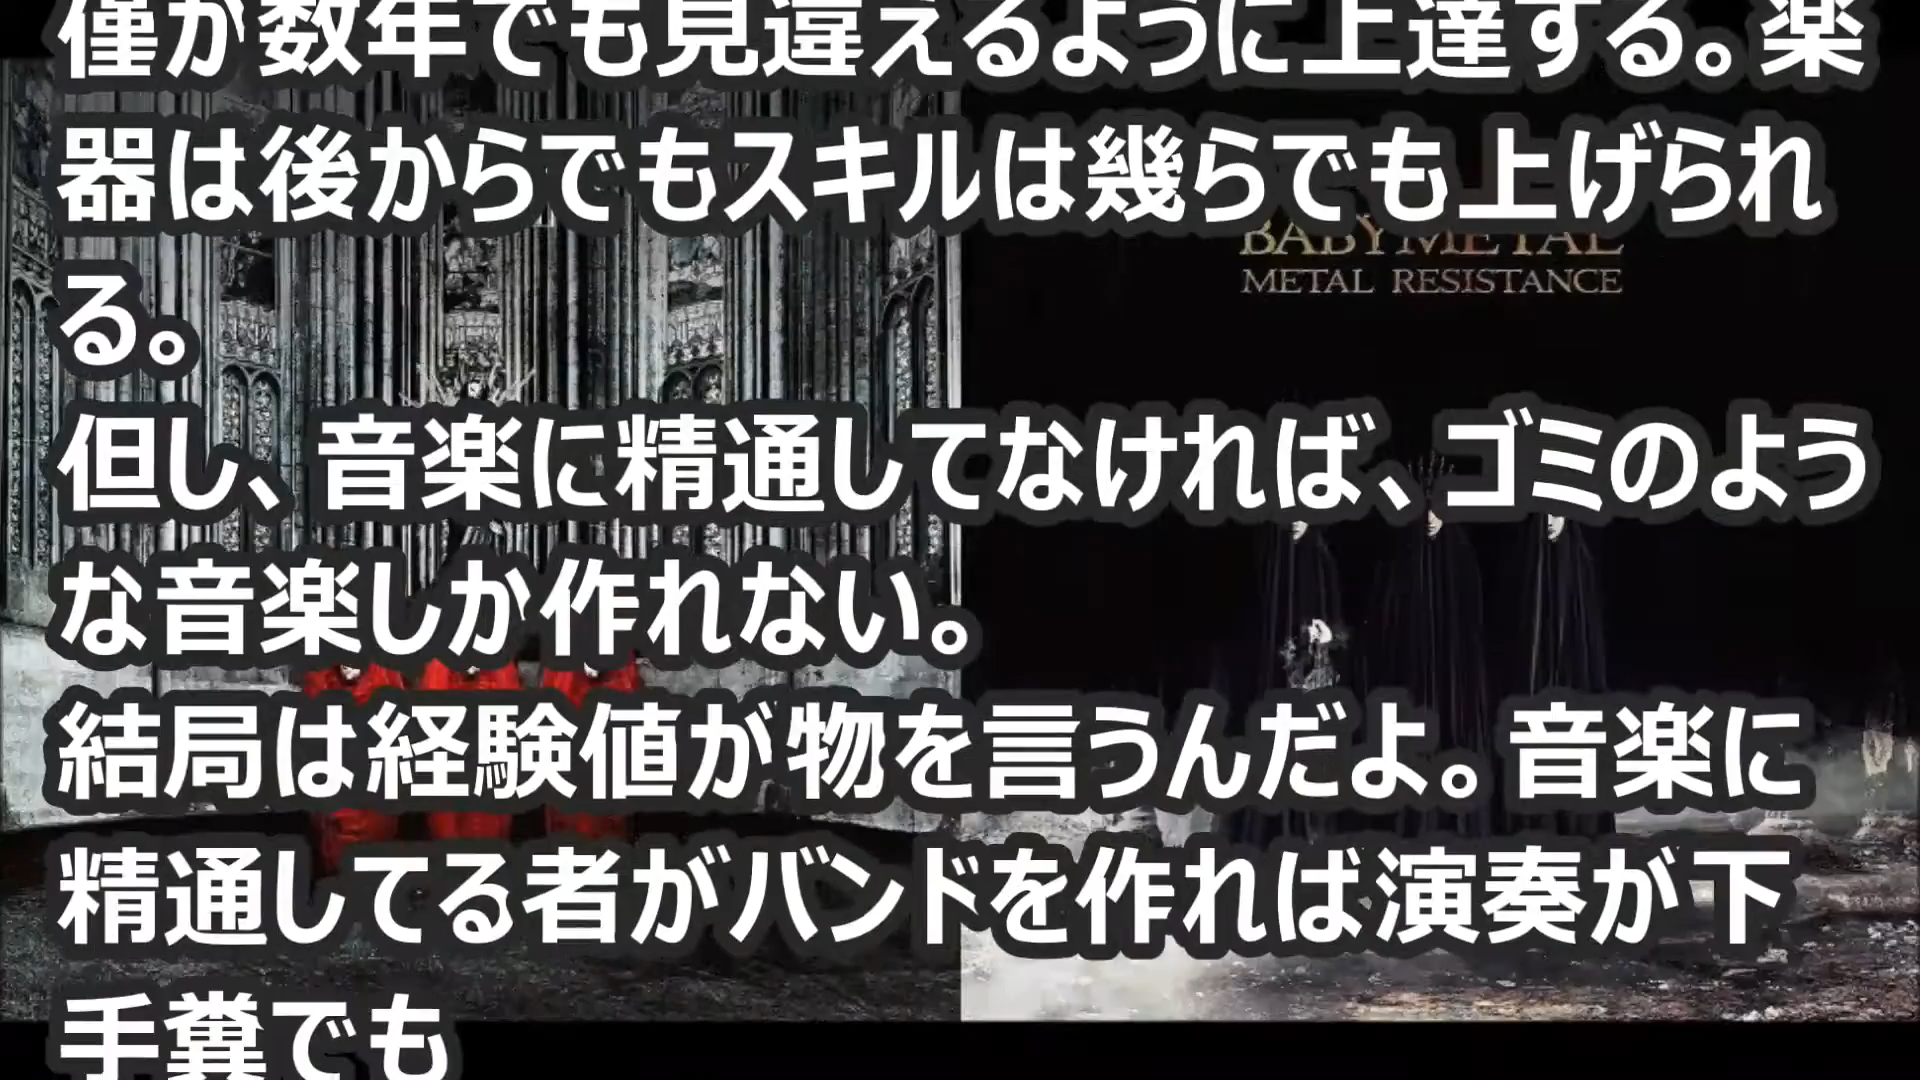 僅か数年でも見違えるように上達する。楽
器は後からでもスキルは幾らでも上げられ
る。
BABYMETAL
METAL RESISTANCE
但し、音楽に精通してなければ、ゴミのよう
な音楽しか作れない。
結局は経験値が物を言うんだよ。音楽に
精通してる者がバンドを作れば演奏が下
手糞でも